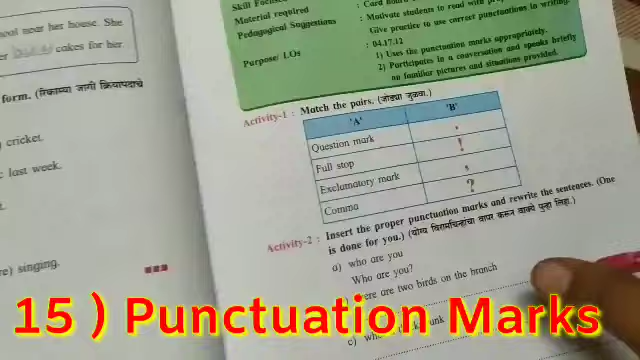 ool near her house. She
cakes for her.
form. (रिकाम्या जागी क्रियापदाचे
cricket.
last week.
singing.
Material required : Card board
Pedagogical Suggestions : Motivate students to read with proper
Give practice to use correct punctuations in writing.
Purpose/ LOs : 04.17.12
1) Uses the punctuation marks appropriately.
2) Participates in a conversation and speaks briefly
on familiar pictures and situations provided.
Activity-1 : Match the pairs. (जोड्या जुळवा.)
'A' 'B'
Question mark .
Full stop !
Exclamatory mark ,
Comma ?
Activity-2 : Insert the proper punctuation marks and rewrite the sentences. (One
is done for you.) (योग्य विरामचिन्हांचा वापर करून वाक्ये पुन्हा लिहा.)
a) who are you
Who are you?
ere are two birds on the branch
c)
15 ) Punctuation Marks